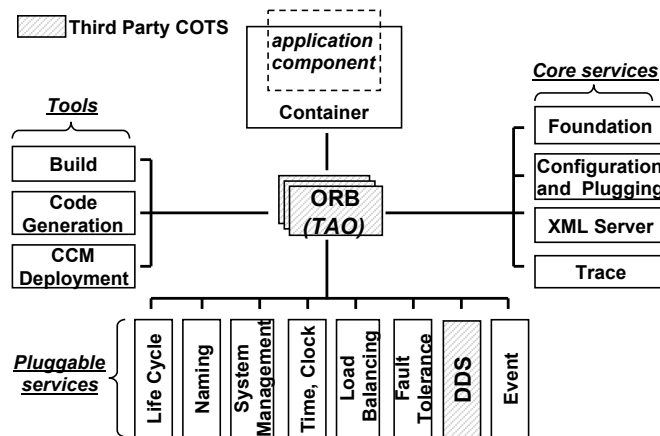 Third Party COTS
application
component
Container
Core services
Foundation
Configuration
and Plugging
XML Server
Trace
Tools
Build
Code
Generation
CCM
Deployment
ORB
(TAO)
Pluggable
services
Life Cycle
Naming
System
Management
Time, Clock
Load
Balancing
Fault
Tolerance
DDS
Event